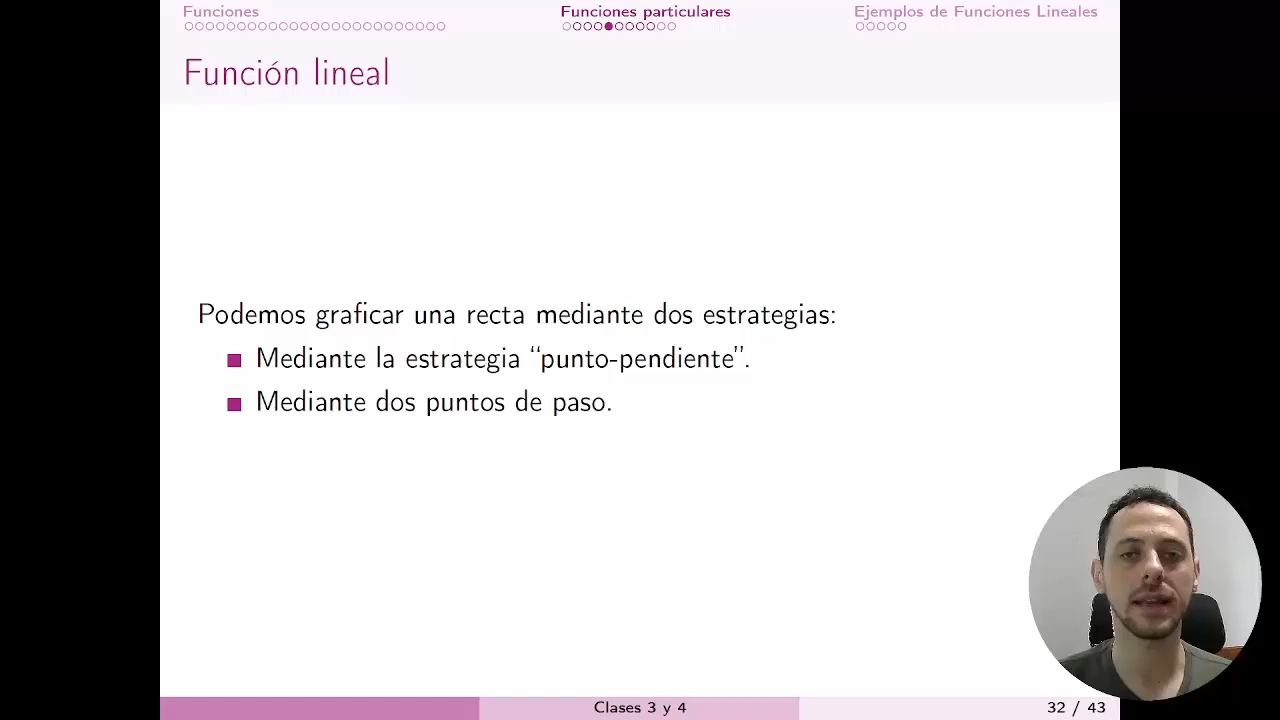 Funciones
Funciones particulares
Ejemplos de Funciones Lineales
Función lineal
Podemos graficar una recta mediante dos estrategias:
Mediante la estrategia “punto-pendiente”.
Mediante dos puntos de paso.
Clases 3 y 4
32 / 43